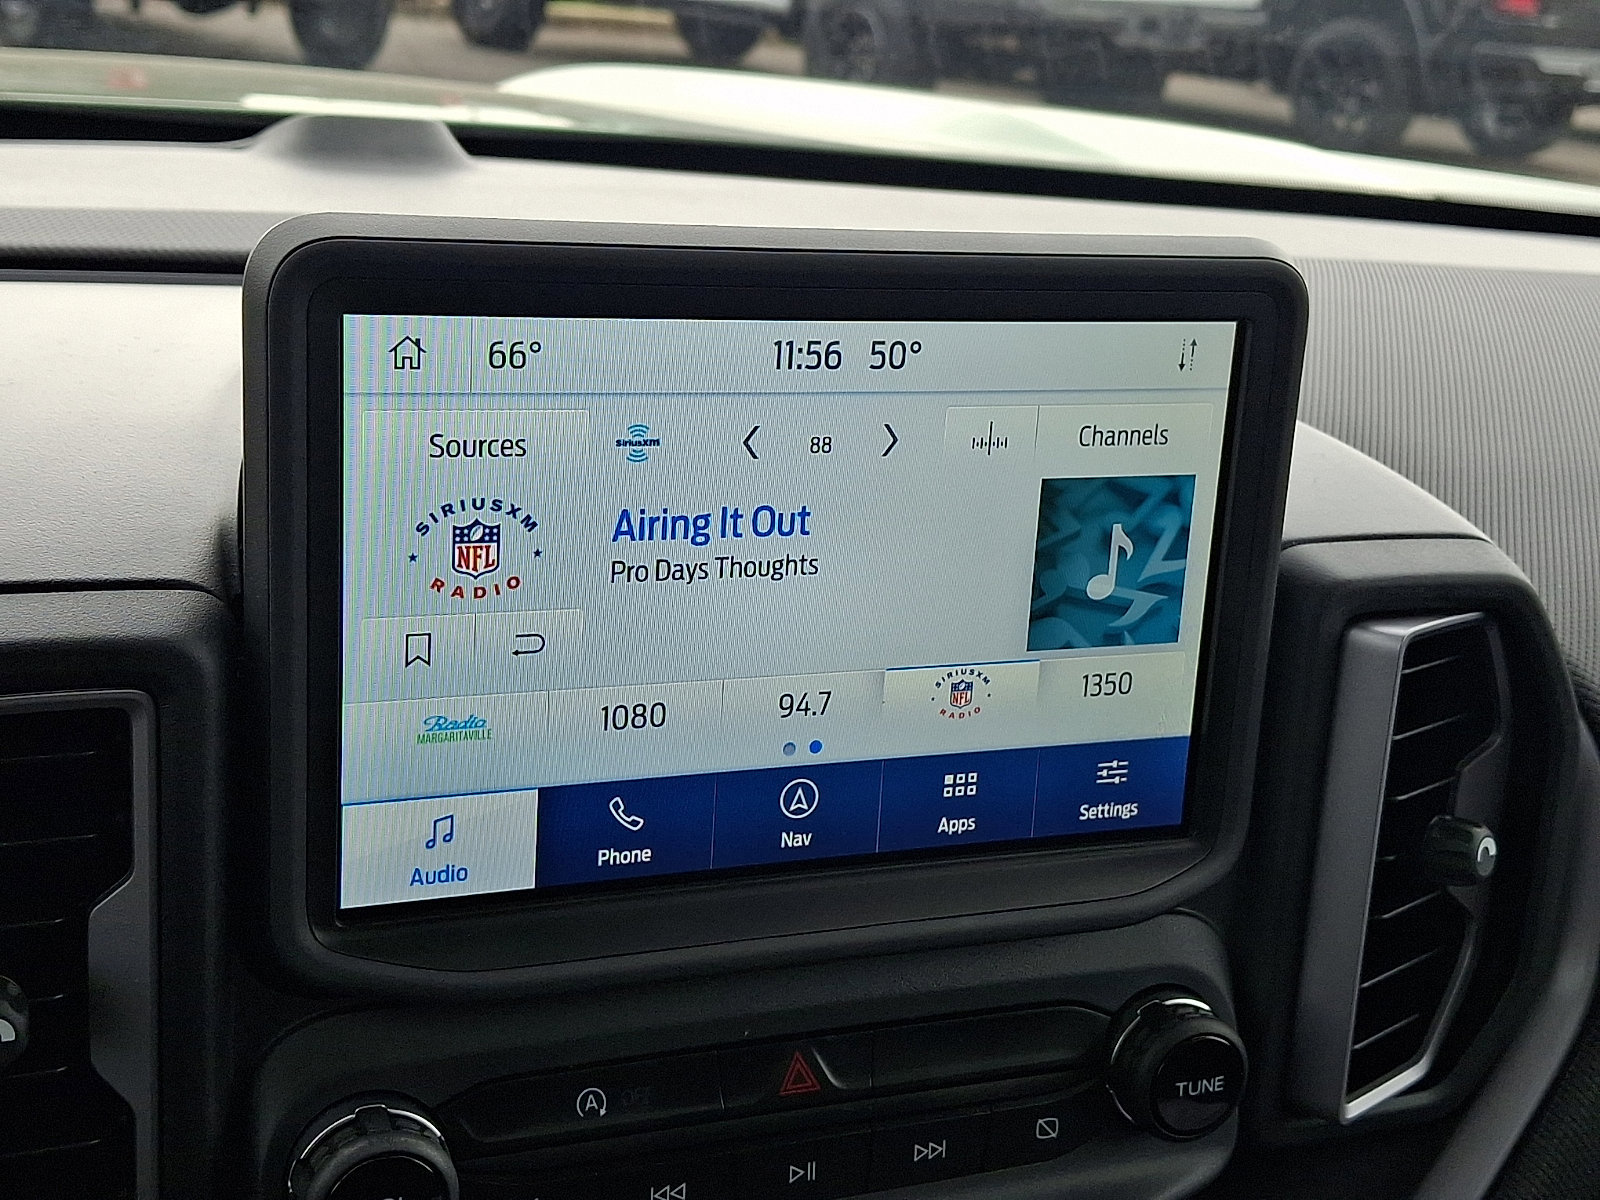 66° 11:56 50°
Sources SiriusXM 88 Channels
SIRIUSXM
NFL
RADIO
Airing It Out
Pro Days Thoughts
Radio
MARGARITAVILLE
1080
94.7
SIRIUSXM
NFL
RADIO
1350
Audio
Phone
Nav
Apps
Settings
A
TUNE